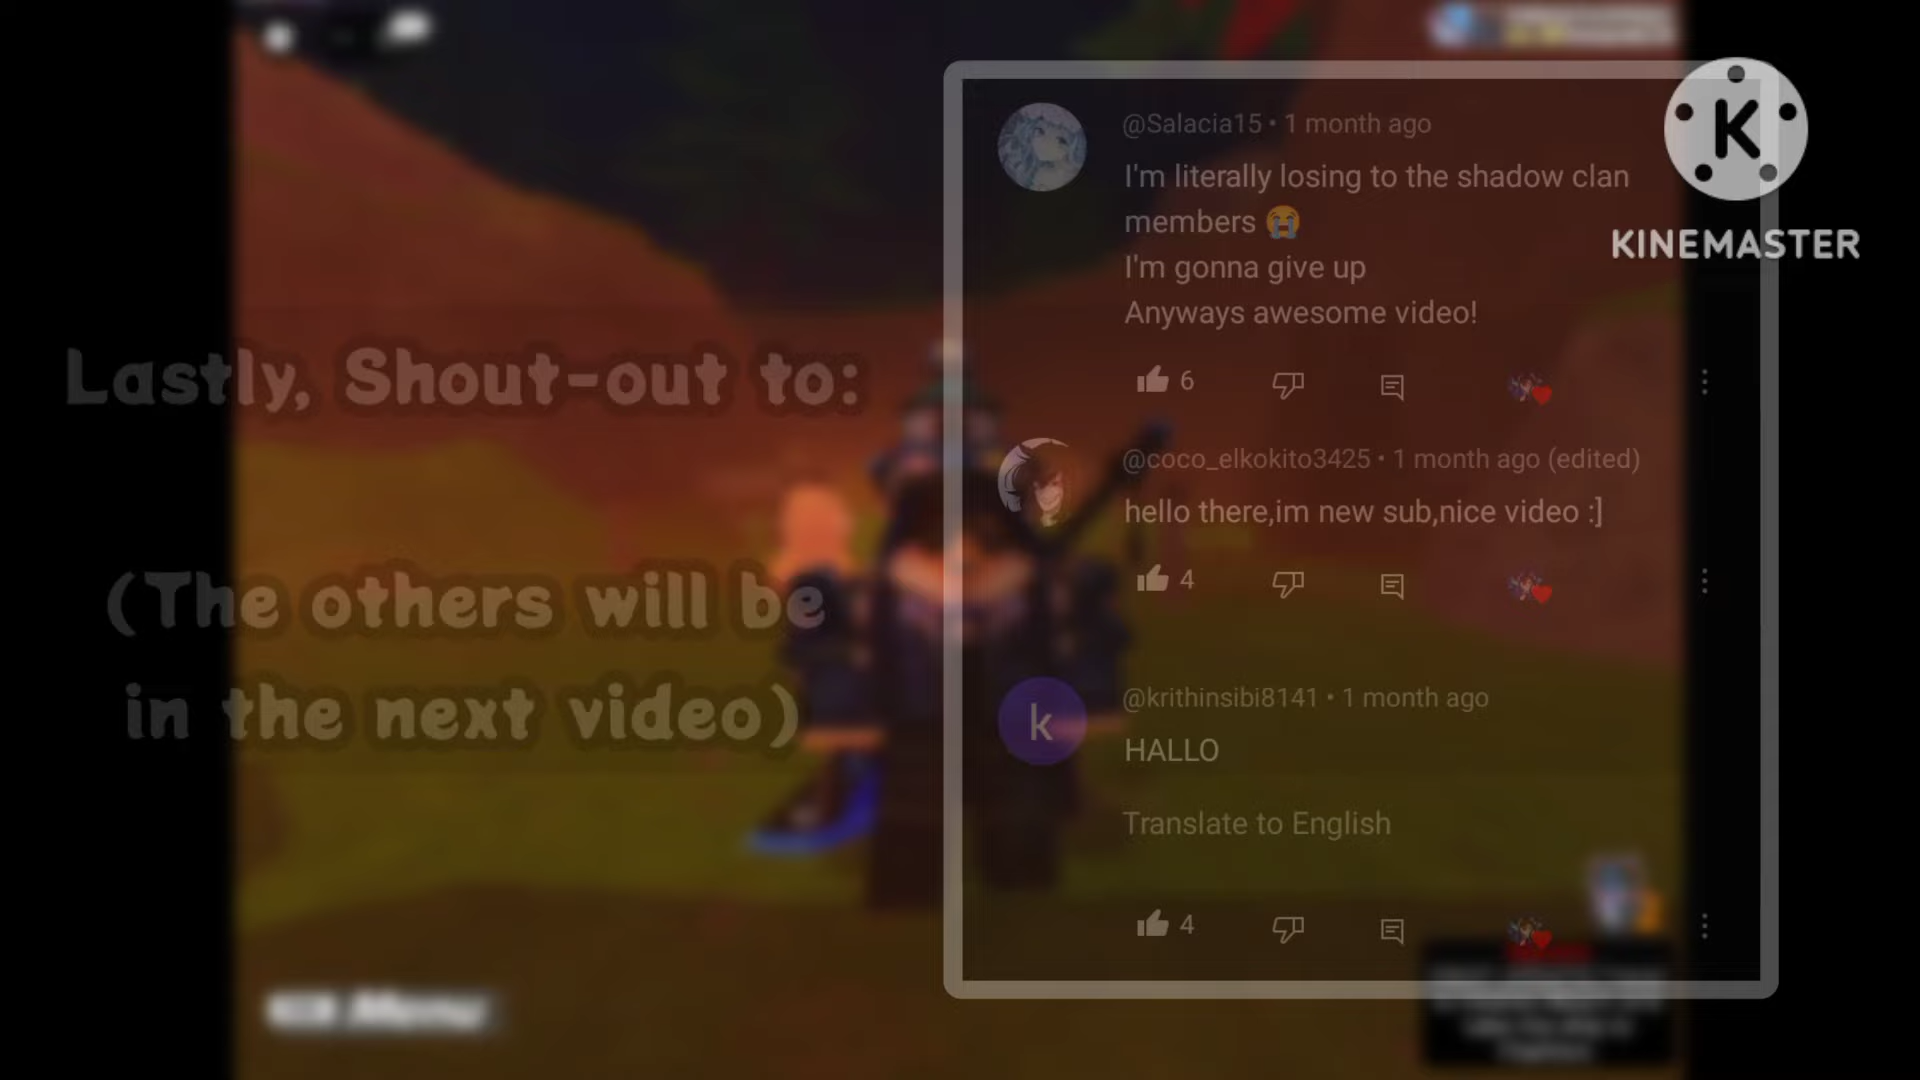 Lastly, Shout-out to:
(The others will be
in the next video)
@Salacia15 • 1 month ago
I'm literally losing to the shadow clan
members 😭
I'm gonna give up
Anyways awesome video!
6
@coco_elkokito3425 • 1 month ago (edited)
hello there,im new sub,nice video :]
4
k
@krithinsibi8141 • 1 month ago
HALLO
Translate to English
4
K
KINEMASTER
Menu